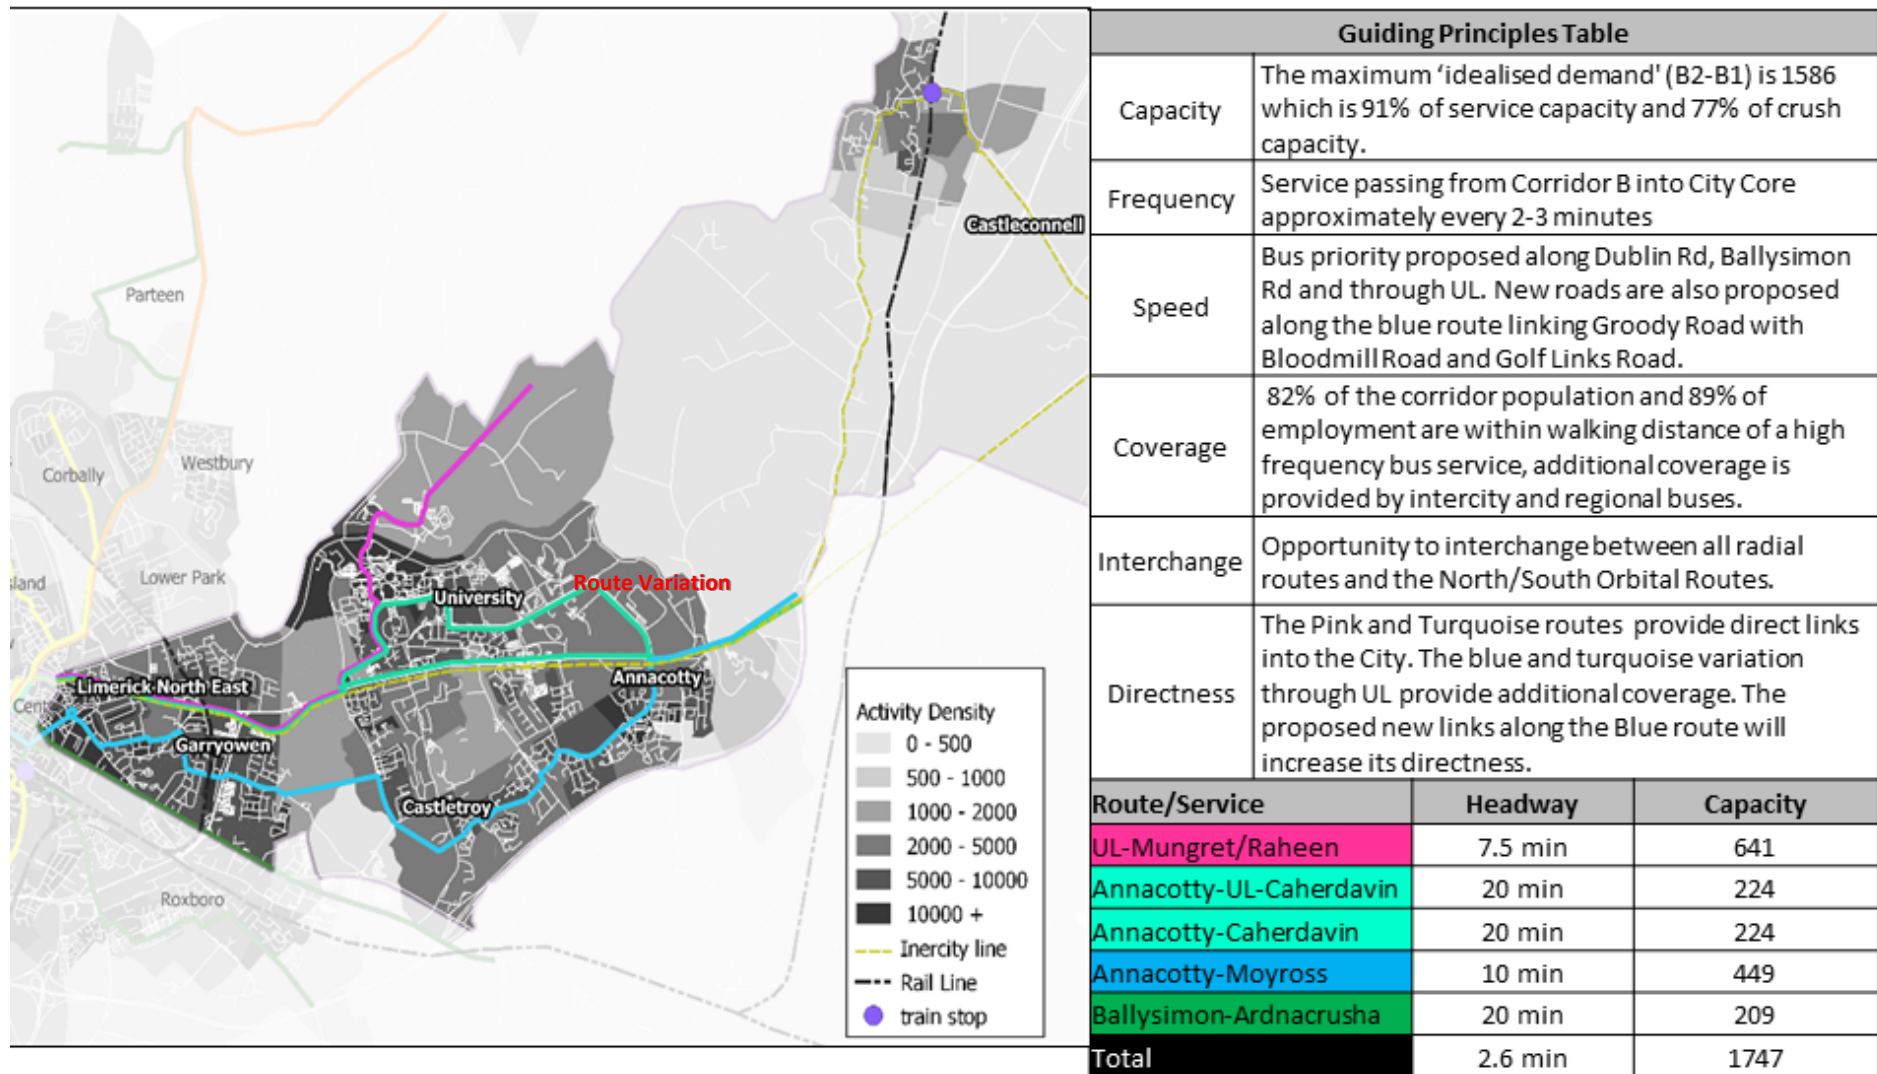 Castleconnell
Parteen
Corbally
Westbury
Lower Park
Route Variation
University
Limerick North East
Cent
Annacotty
Garryowen
Castletroy
Roxboro
Activity Density
0 - 500
500 - 1000
1000 - 2000
2000 - 5000
5000 - 10000
10000 +
Inercity line
Rail Line
train stop
Guiding Principles Table
Capacity
The maximum ‘idealised demand' (B2-B1) is 1586
which is 91% of service capacity and 77% of crush
capacity.
Frequency
Service passing from Corridor B into City Core
approximately every 2-3 minutes
Speed
Bus priority proposed along Dublin Rd, Ballysimon
Rd and through UL. New roads are also proposed
along the blue route linking Groody Road with
Bloodmill Road and Golf Links Road.
Coverage
82% of the corridor population and 89% of
employment are within walking distance of a high
frequency bus service, additional coverage is
provided by intercity and regional buses.
Interchange
Opportunity to interchange between all radial
routes and the North/South Orbital Routes.
Directness
The Pink and Turquoise routes provide direct links
into the City. The blue and turquoise variation
through UL provide additional coverage. The
proposed new links along the Blue route will
increase its directness.
Route/Service Headway Capacity
UL-Mungret/Raheen 7.5 min 641
Annacotty-UL-Caherdavin 20 min 224
Annacotty-Caherdavin 20 min 224
Annacotty-Moyross 10 min 449
Ballysimon-Ardnacrusha 20 min 209
Total 2.6 min 1747